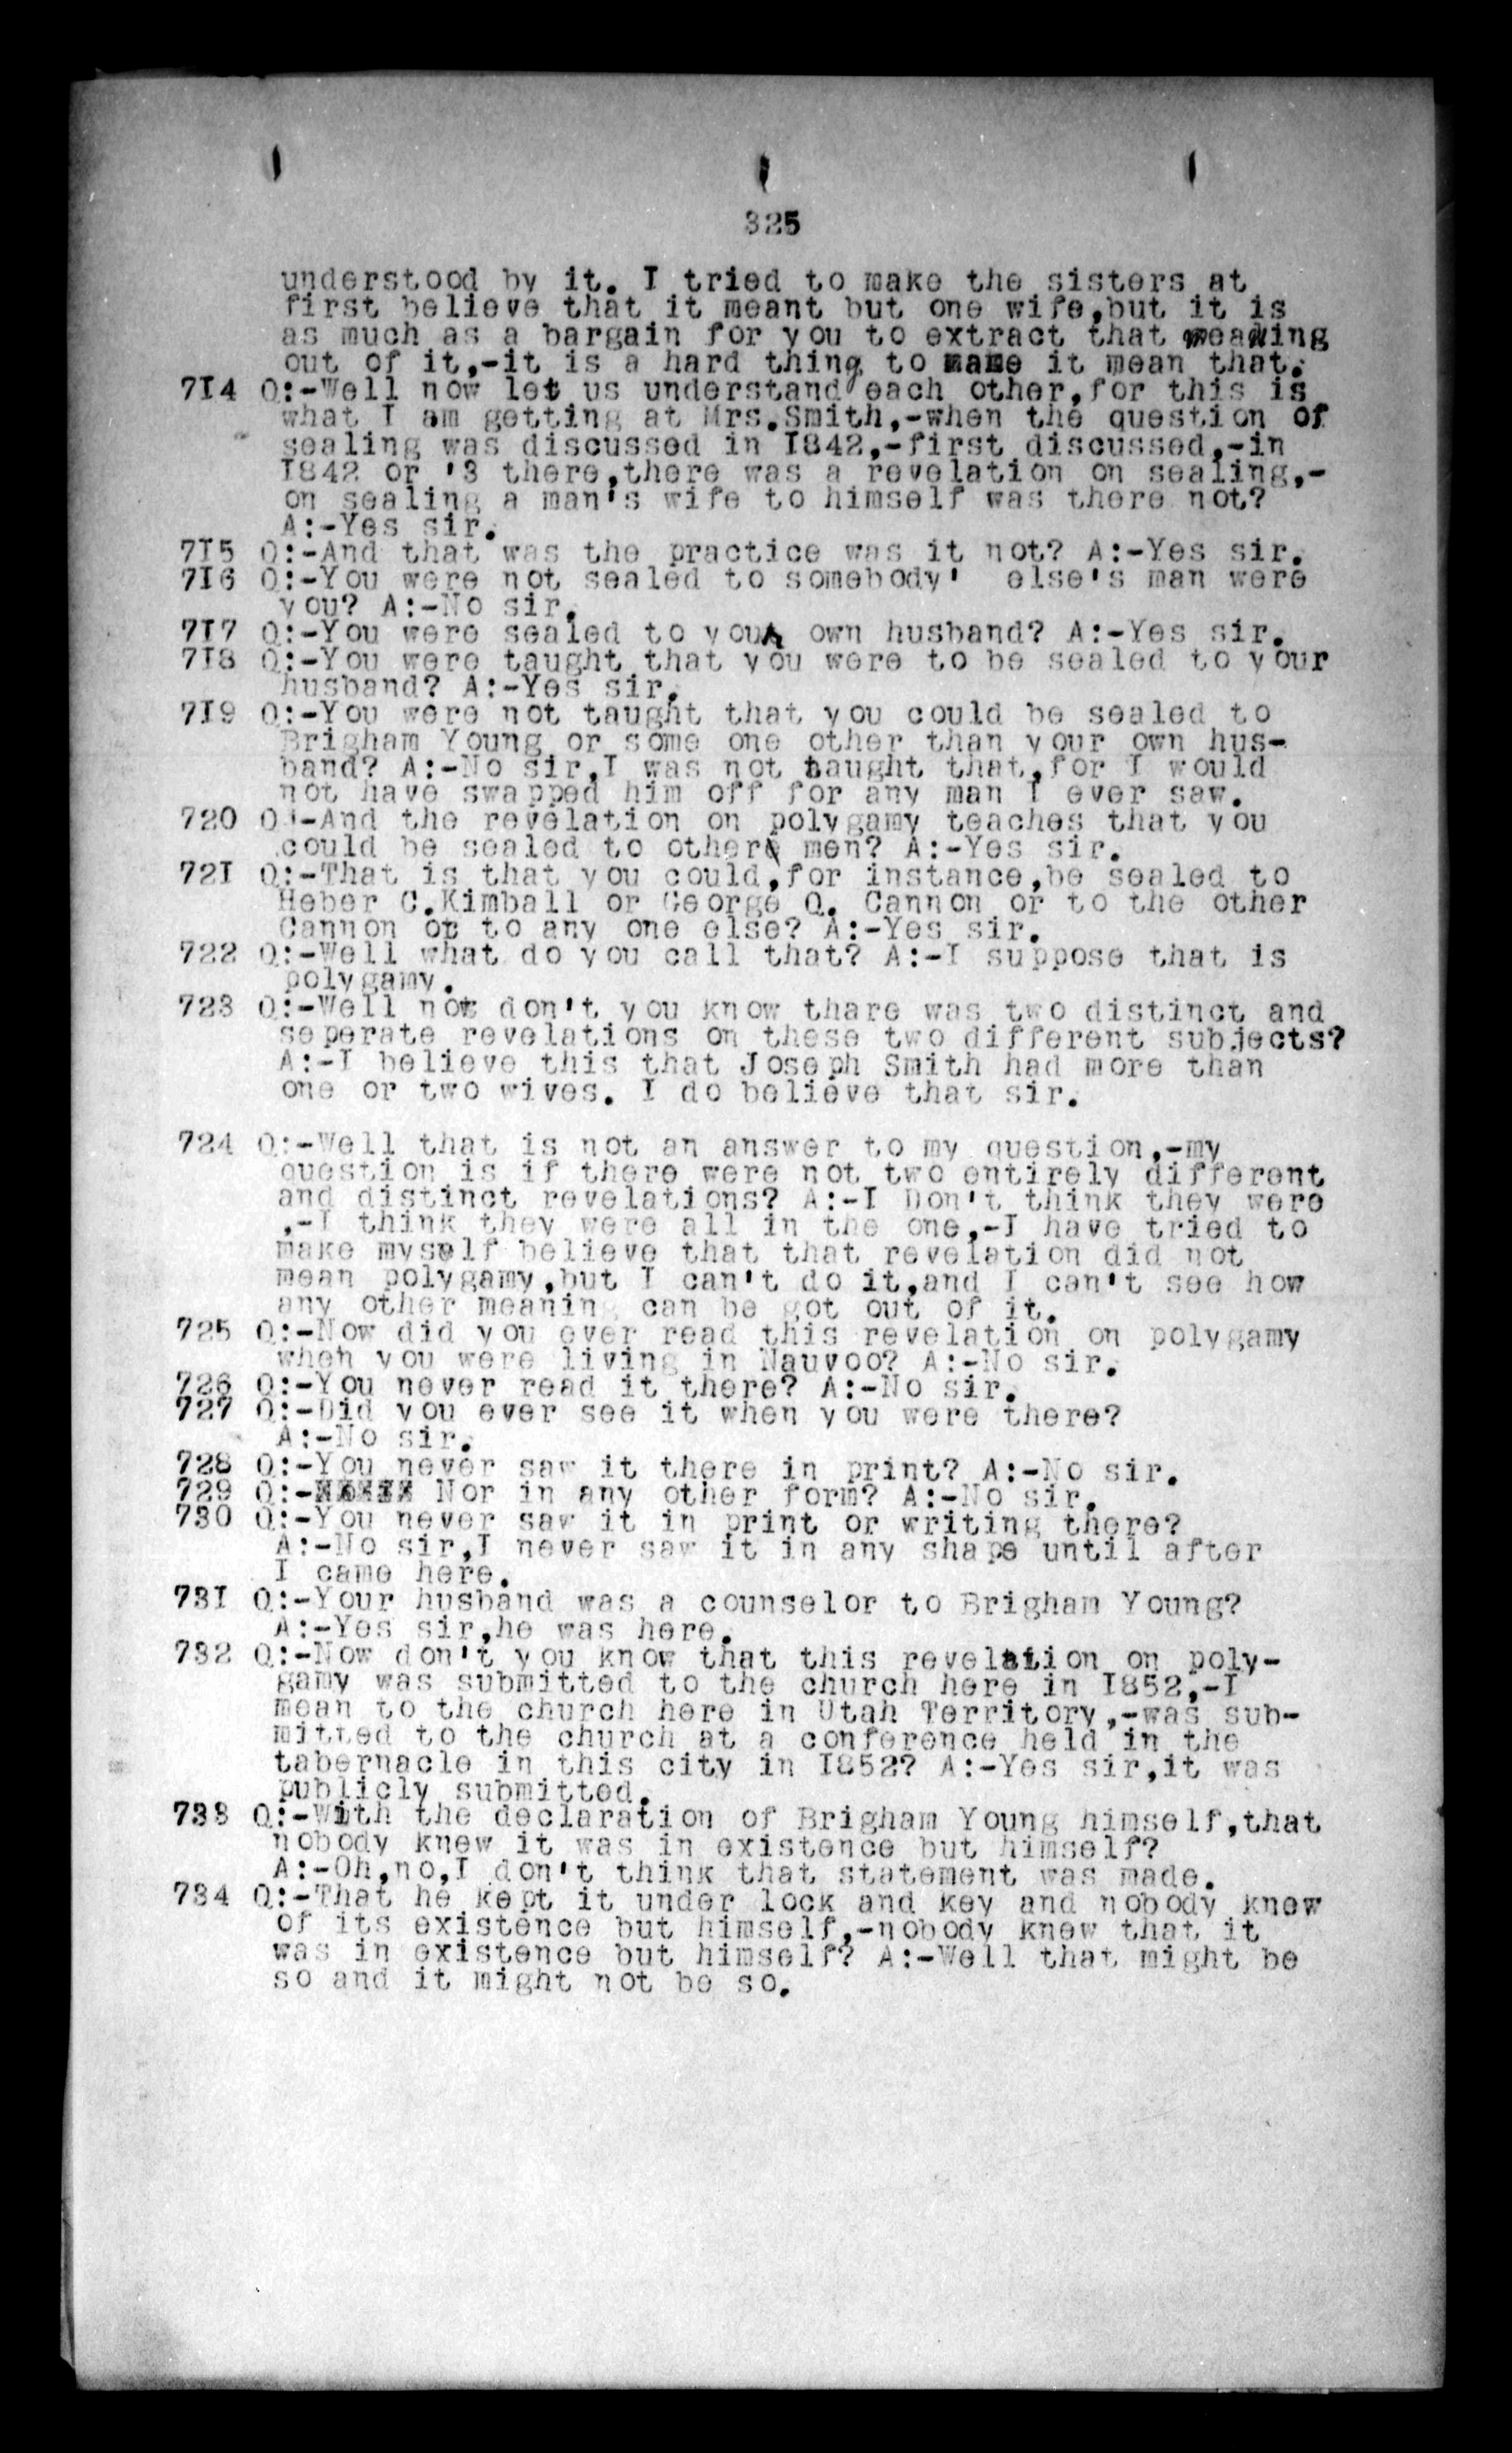 325
understood by it. I tried to make the sisters at
first believe that it meant but one wife,but it is
as much as a bargain for you to extract that meaning
out of it,-it is a hard thing to make it mean that.
714 Q:-Well now let us understand each other,for this is
what I am getting at Mrs.Smith,-when the question of
sealing was discussed in I842,-first discussed,-in
I842 or '3 there,there was a revelation on sealing,-
on sealing a man's wife to himself was there not?
A:-Yes sir.
7I5 Q:-And that was the practice was it not? A:-Yes sir.
7I6 Q:-You were not sealed to somebody' else's man were
you? A:-No sir.
7I7 Q:-You were sealed to your own husband? A:-Yes sir.
7I8 Q:-You were taught that you were to be sealed to your
husband? A:-Yes sir.
7I9 Q:-You were not taught that you could be sealed to
Brigham Young or some one other than your own hus-
band? A:-No sir,I was not taught that,for I would
not have swapped him off for any man I ever saw.
720 Q:-And the revelation on polygamy teaches that you
could be sealed to other men? A:-Yes sir.
72I Q:-That is that you could,for instance,be sealed to
Heber C.Kimball or George Q. Cannon or to the other
Cannon or to any one else? A:-Yes sir.
722 Q:-Well what do you call that? A:-I suppose that is
polygamy.
723 Q:-Well not don't you know thare was two distinct and
seperate revelations on these two different subjects?
A:-I believe this that Joseph Smith had more than
one or two wives. I do believe that sir.
724 Q:-Well that is not an answer to my question,-my
question is if there were not two entirely different
and distinct revelations? A:-I Don't think they were
,-I think they were all in the one,-I have tried to
make myself believe that that revelation did not
mean polygamy,but I can't do it,and I can't see how
any other meaning can be got out of it.
725 Q:-Now did you ever read this revelation on polygamy
when you were living in Nauvoo? A:-No sir.
726 Q:-You never read it there? A:-No sir.
727 Q:-Did you ever see it when you were there?
A:-No sir.
728 Q:-You never saw it there in print? A:-No sir.
729 Q:- Nor in any other form? A:-No sir.
730 Q:-You never saw it in print or writing there?
A:-No sir,I never saw it in any shape until after
I came here.
73I Q:-Your husband was a counselor to Brigham Young?
A:-Yes sir,he was here.
732 Q:-Now don't you know that this revelation on poly-
gamy was submitted to the church here in I852,-I
mean to the church here in Utah Territory,-was sub-
mitted to the church at a conference held in the
tabernacle in this city in I852? A:-Yes sir,it was
publicly submitted.
733 Q:-With the declaration of Brigham Young himself,that
nobody knew it was in existence but himself?
A:-Oh,no,I don't think that statement was made.
734 Q:-That he kept it under lock and key and nobody knew
of its existence but himself,-nobody knew that it
was in existence but himself? A:-Well that might be
so and it might not be so.